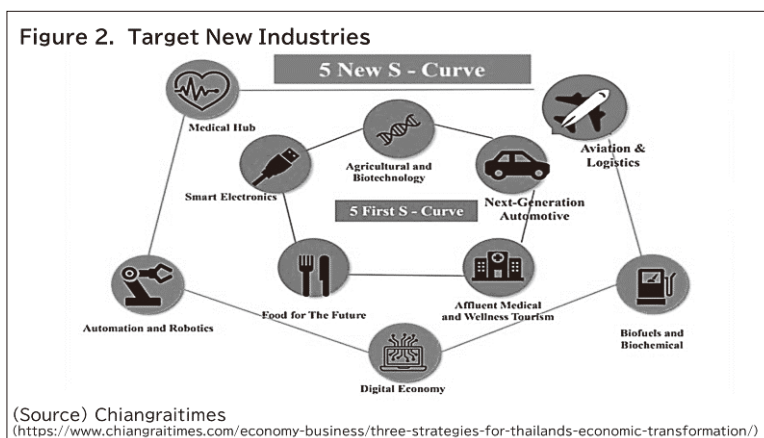 Figure 2. Target New Industries
5 New S - Curve
Medical Hub
Aviation &
Logistics
Agricultural and
Biotechnology
Smart Electronics
Next-Generation
Automotive
5 First S - Curve
Food for The Future
Affluent Medical
and Wellness Tourism
Automation and Robotics
Biofuels and
Biochemical
Digital Economy
(Source) Chiangraitimes
(https://www.chiangraitimes.com/economy-business/three-strategies-for-thailands-economic-transformation/)